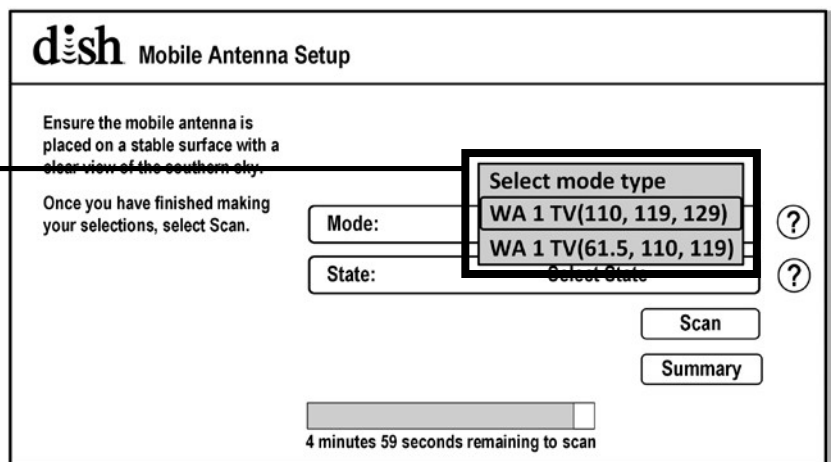 dish Mobile Antenna Setup
Ensure the mobile antenna is
placed on a stable surface with a
clear view of the southern sky.
Once you have finished making
your selections, select Scan.
Select mode type
WA 1 TV(110, 119, 129)
WA 1 TV(61.5, 110, 119)
Mode:
?
State:
Select State
?
Scan
Summary
4 minutes 59 seconds remaining to scan